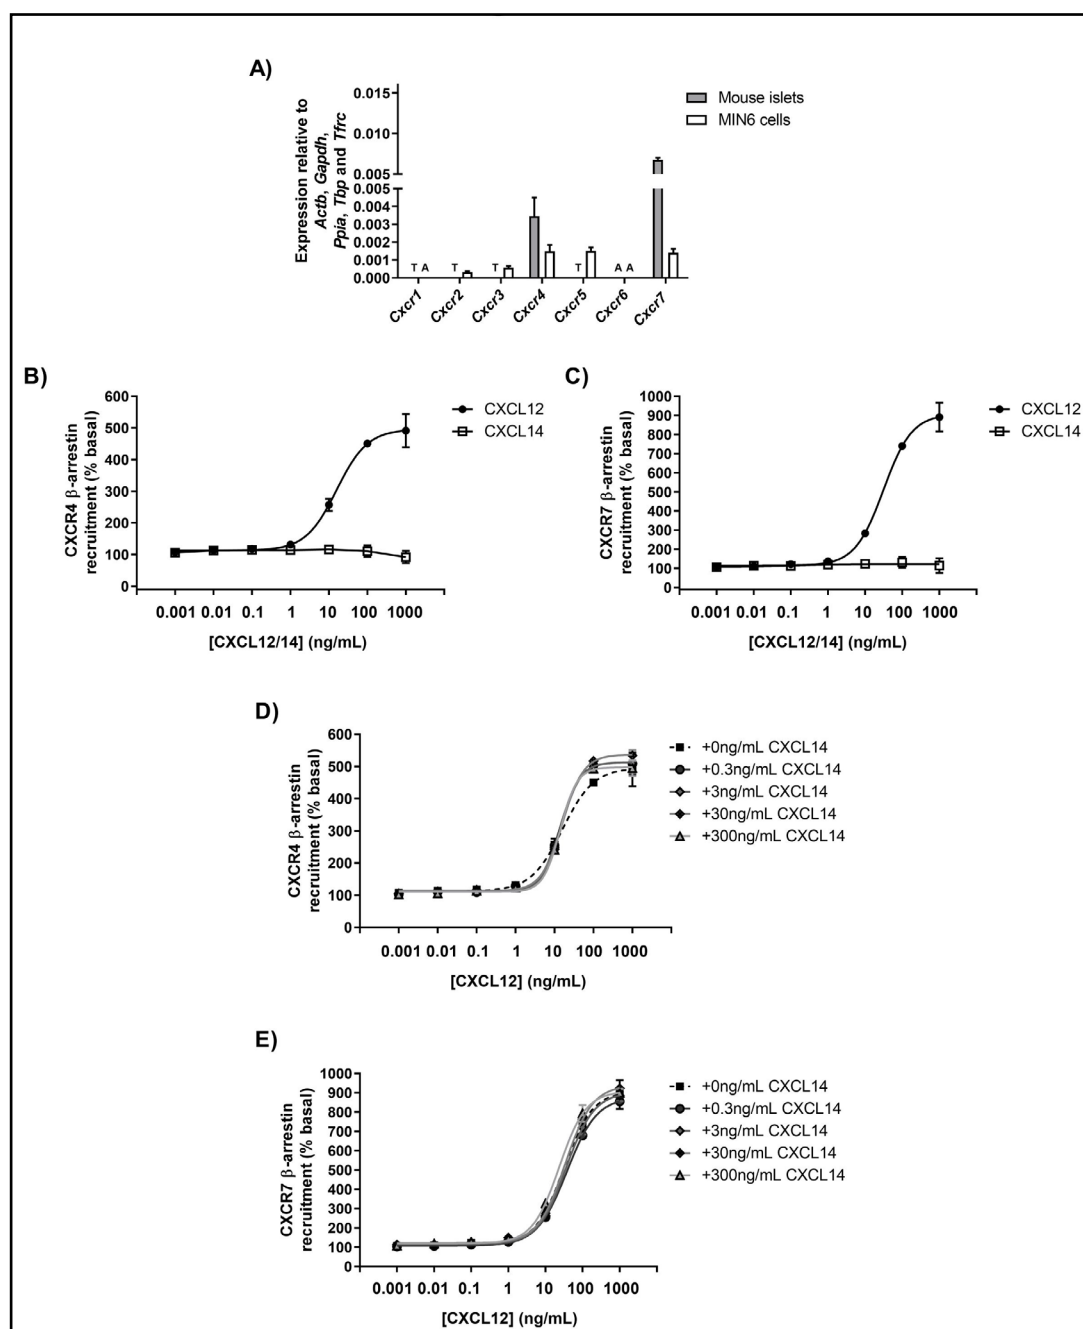 A)
Expression relative to
Actb, Gapdh,
Ppia, Tbp and Tfrc
0.015
0.010
0.005
0.005
0.004
0.003
0.002
0.001
0.000
T A T T T A A
Cxcr1 Cxcr2 Cxcr3 Cxcr4 Cxcr5 Cxcr6 Cxcr7
Mouse islets
MIN6 cells
B)
CXCR4 β-arrestin
recruitment (% basal)
600
500
400
300
200
100
0
0.001 0.01 0.1 1 10 100 1000
[CXCL12/14] (ng/mL)
CXCL12
CXCL14
C)
CXCR7 β-arrestin
recruitment (% basal)
1000
900
800
700
600
500
400
300
200
100
0
0.001 0.01 0.1 1 10 100 1000
[CXCL12/14] (ng/mL)
CXCL12
CXCL14
D)
CXCR4 β-arrestin
recruitment (% basal)
600
500
400
300
200
100
0
0.001 0.01 0.1 1 10 100 1000
[CXCL12] (ng/mL)
+0ng/mL CXCL14
+0.3ng/mL CXCL14
+3ng/mL CXCL14
+30ng/mL CXCL14
+300ng/mL CXCL14
E)
CXCR7 β-arrestin
recruitment (% basal)
1000
900
800
700
600
500
400
300
200
100
0
0.001 0.01 0.1 1 10 100 1000
[CXCL12] (ng/mL)
+0ng/mL CXCL14
+0.3ng/mL CXCL14
+3ng/mL CXCL14
+30ng/mL CXCL14
+300ng/mL CXCL14